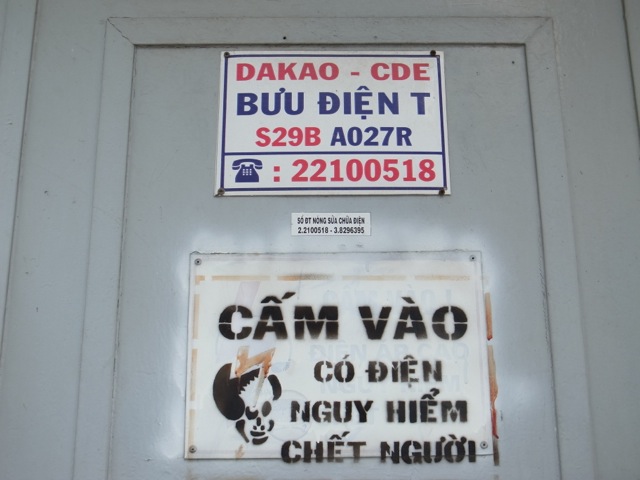 DAKAO - CDE
BƯU ĐIỆN T
S29B A027R
☎ : 22100518
SỐ ĐT NÓNG SỬA CHỮA ĐIỆN
2.2100518 - 3.8296395
CẤM VÀO
CÓ ĐIỆN
NGUY HIỂM
CHẾT NGƯỜI